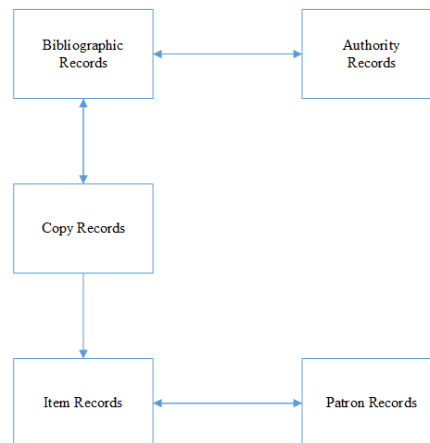 Bibliographic
Records
Authority
Records
Copy Records
Item Records
Patron Records